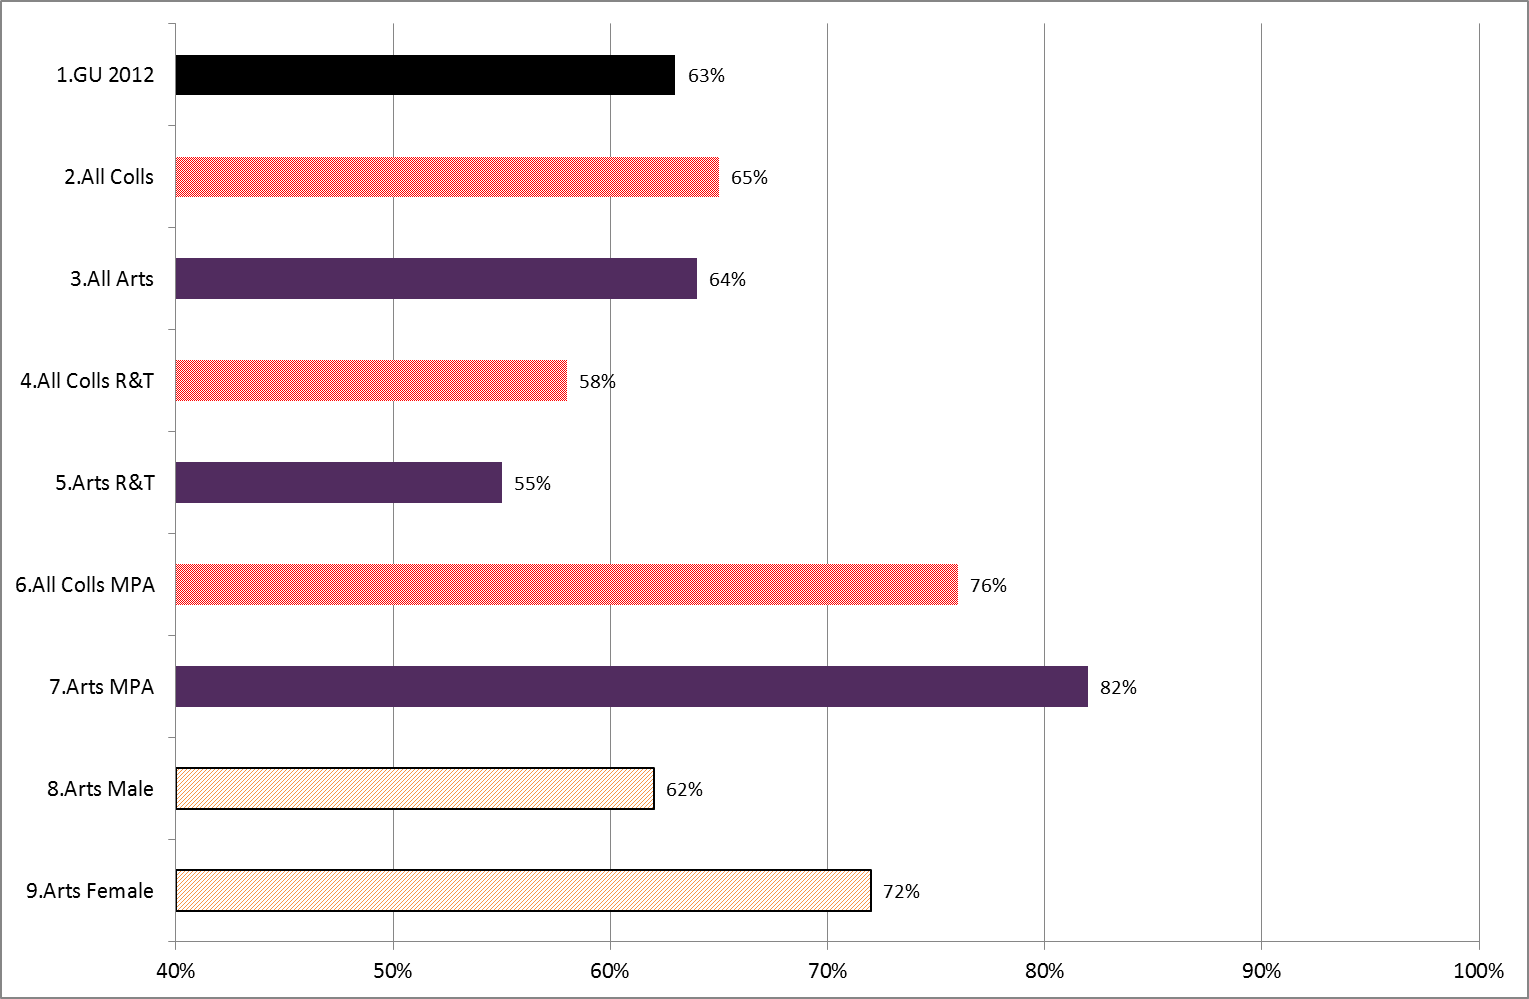 1.GU 2012 63%
2.All Colls 65%
3.All Arts 64%
4.All Colls R&T 58%
5.Arts R&T 55%
6.All Colls MPA 76%
7.Arts MPA 82%
8.Arts Male 62%
9.Arts Female 72%
40% 50% 60% 70% 80% 90% 100%